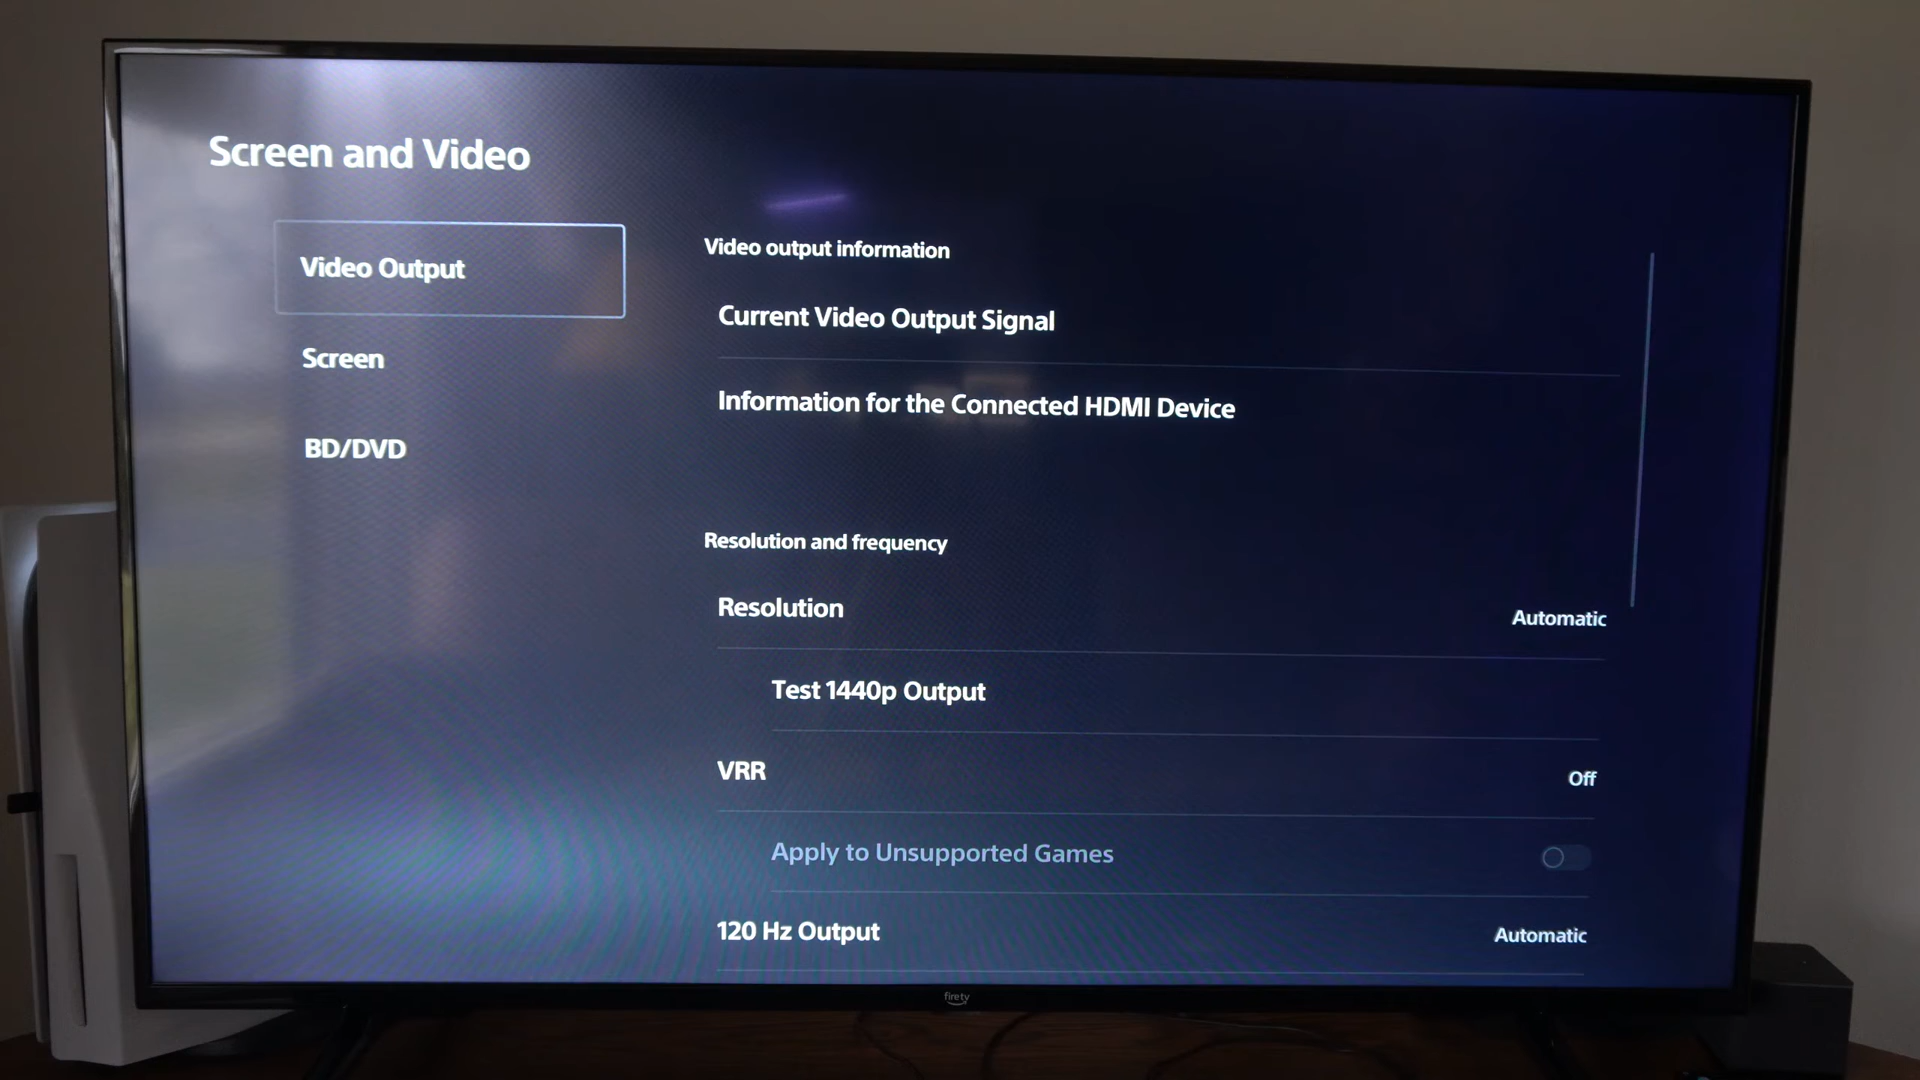 Screen and Video
Video Output
Screen
BD/DVD
Video output information
Current Video Output Signal
Information for the Connected HDMI Device
Resolution and frequency
Resolution
Automatic
Test 1440p Output
VRR
Off
Apply to Unsupported Games
120 Hz Output
Automatic
firetv